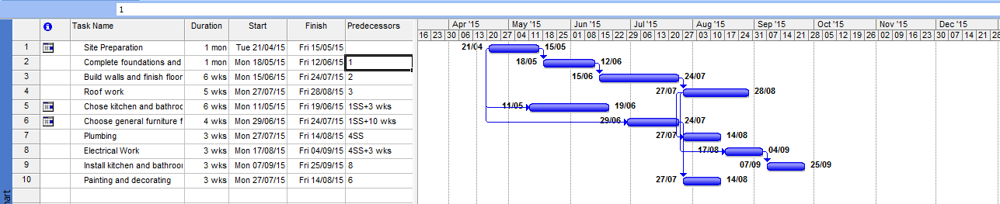 1
Task Name Duration Start Finish Predecessors
Apr '15 May '15 Jun '15 Jul '15 Aug '15 Sep '15 Oct '15 Nov '15 Dec '15
16 23 30 06 13 20 27 04 11 18 25 01 08 15 22 29 06 13 20 27 03 10 17 24 31 07 14 21 28 05 12 19 26 02 09 16 23 30 07 14 21 28
1 Site Preparation 1 mon Tue 21/04/15 Fri 15/05/15 21/04 15/05
2 Complete foundations and 1 mon Mon 18/05/15 Fri 12/06/15 1 18/05 12/06
3 Build walls and finish floor 6 wks Mon 15/06/15 Fri 24/07/15 2 15/06 24/07
4 Roof work 5 wks Mon 27/07/15 Fri 28/08/15 3 27/07 28/08
5 Chose kitchen and bathroo 6 wks Mon 11/05/15 Fri 19/06/15 1SS+3 wks 11/05 19/06
6 Choose general furniture f 4 wks Mon 29/06/15 Fri 24/07/15 1SS+10 wks 29/06 24/07
7 Plumbing 3 wks Mon 27/07/15 Fri 14/08/15 4SS 27/07 14/08
8 Electrical Work 3 wks Mon 17/08/15 Fri 04/09/15 4SS+3 wks 17/08 04/09
9 Install kitchen and bathroo 3 wks Mon 07/09/15 Fri 25/09/15 8 07/09 25/09
10 Painting and decorating 3 wks Mon 27/07/15 Fri 14/08/15 6 27/07 14/08